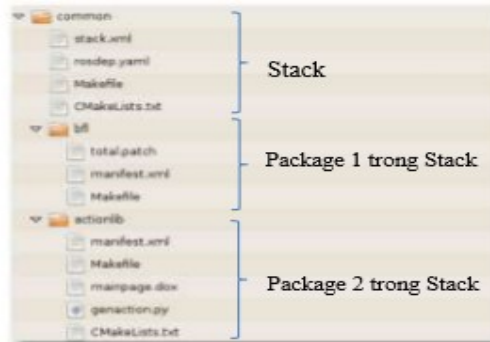 common
stack.xml
rosdep.yaml
Makefile
CMakeLists.txt
Stack
bfl
total.patch
manifest.xml
Makefile
Package 1 trong Stack
actionlib
manifest.xml
Makefile
mainpage.dox
genaction.py
CMakeLists.txt
Package 2 trong Stack